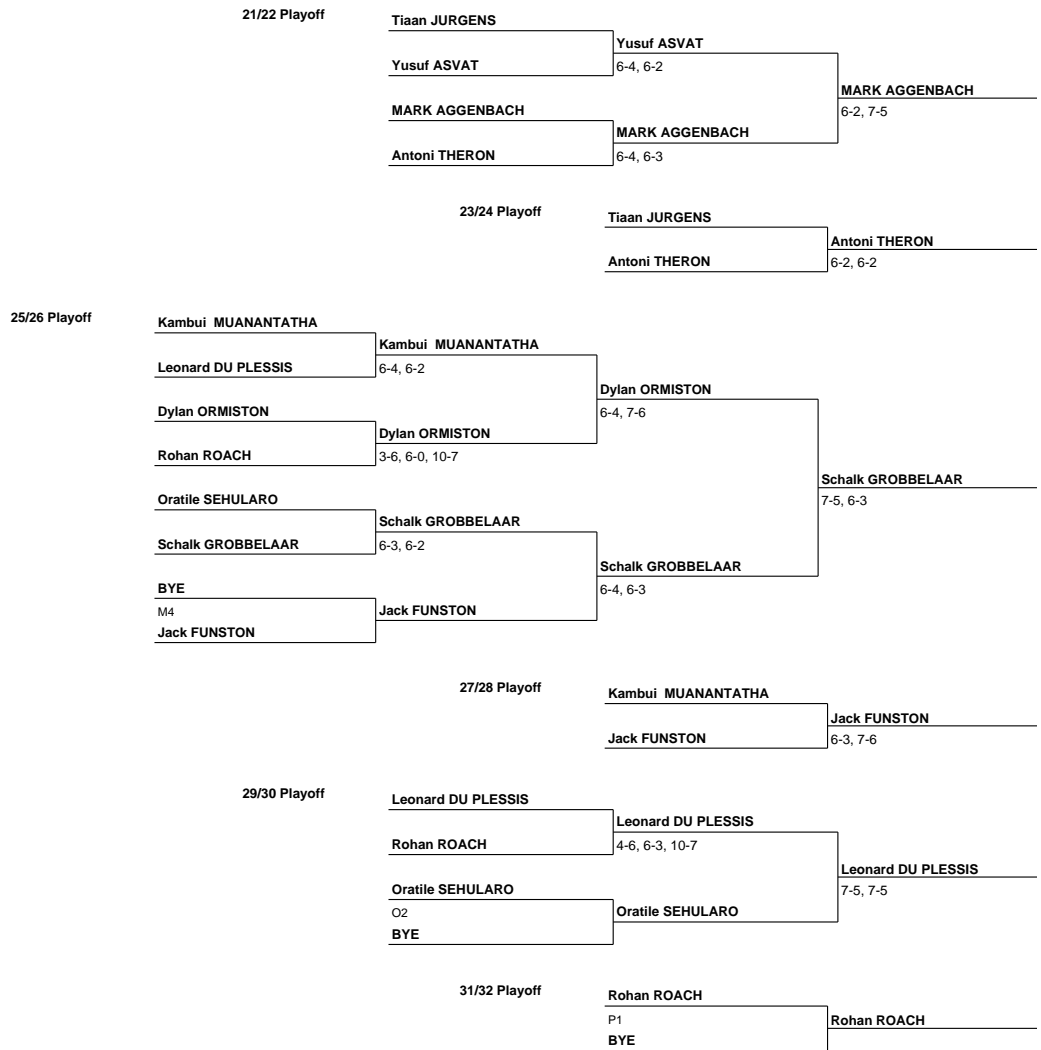 21/22 Playoff
Tiaan JURGENS
Yusuf ASVAT
Yusuf ASVAT
6-4, 6-2
MARK AGGENBACH
6-2, 7-5
MARK AGGENBACH
MARK AGGENBACH
Antoni THERON
6-4, 6-3
23/24 Playoff
Tiaan JURGENS
Antoni THERON
Antoni THERON
6-2, 6-2
25/26 Playoff
Kambui  MUANANTATHA
Kambui  MUANANTATHA
Leonard DU PLESSIS
6-4, 6-2
Dylan ORMISTON
6-4, 7-6
Dylan ORMISTON
Dylan ORMISTON
Rohan ROACH
3-6, 6-0, 10-7
Schalk GROBBELAAR
7-5, 6-3
Oratile SEHULARO
Schalk GROBBELAAR
Schalk GROBBELAAR
6-3, 6-2
Schalk GROBBELAAR
6-4, 6-3
BYE
M4
Jack FUNSTON
Jack FUNSTON
27/28 Playoff
Kambui  MUANANTATHA
Jack FUNSTON
Jack FUNSTON
6-3, 7-6
29/30 Playoff
Leonard DU PLESSIS
Leonard DU PLESSIS
Rohan ROACH
4-6, 6-3, 10-7
Leonard DU PLESSIS
7-5, 7-5
Oratile SEHULARO
O2
Oratile SEHULARO
BYE
31/32 Playoff
Rohan ROACH
P1
Rohan ROACH
BYE